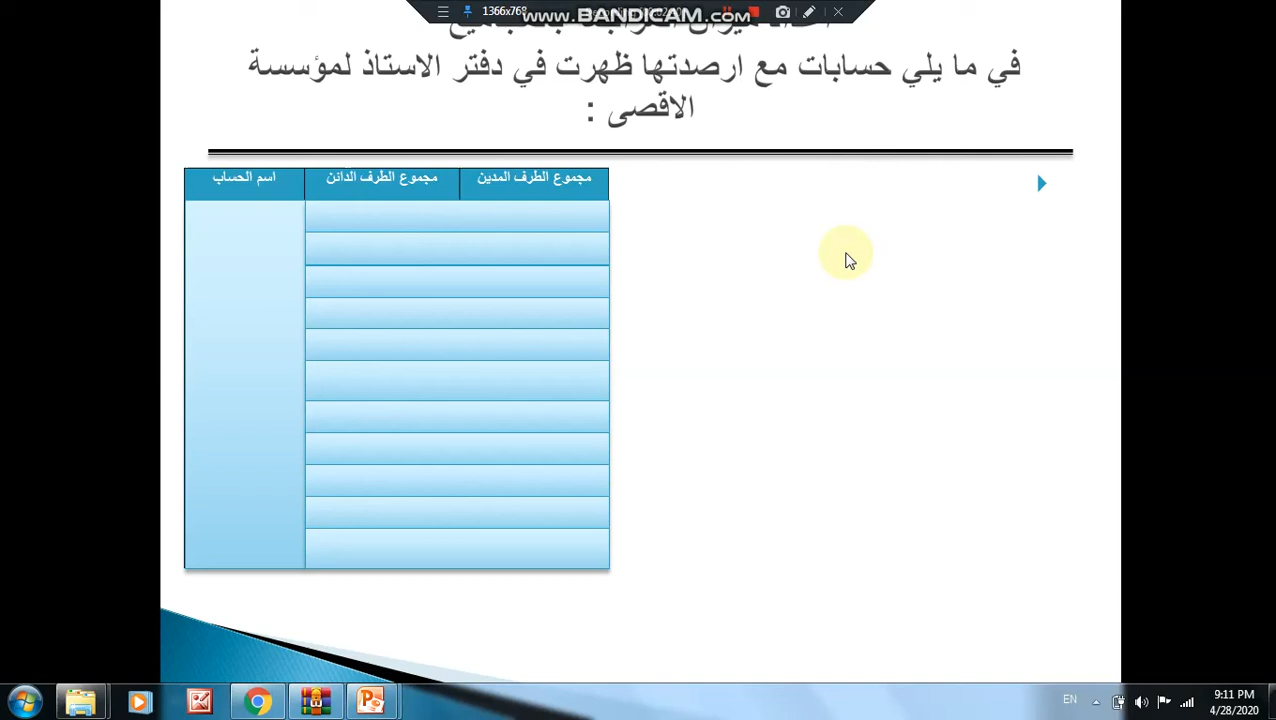 1366x768
www.BANDICAM.com
في ما يلي حسابات مع ارصدتها ظهرت في دفتر الاستاذ لمؤسسة
الاقصى :
مجموع الطرف المدين مجموع الطرف الدائن اسم الحساب
EN
9:11 PM
4/28/2020